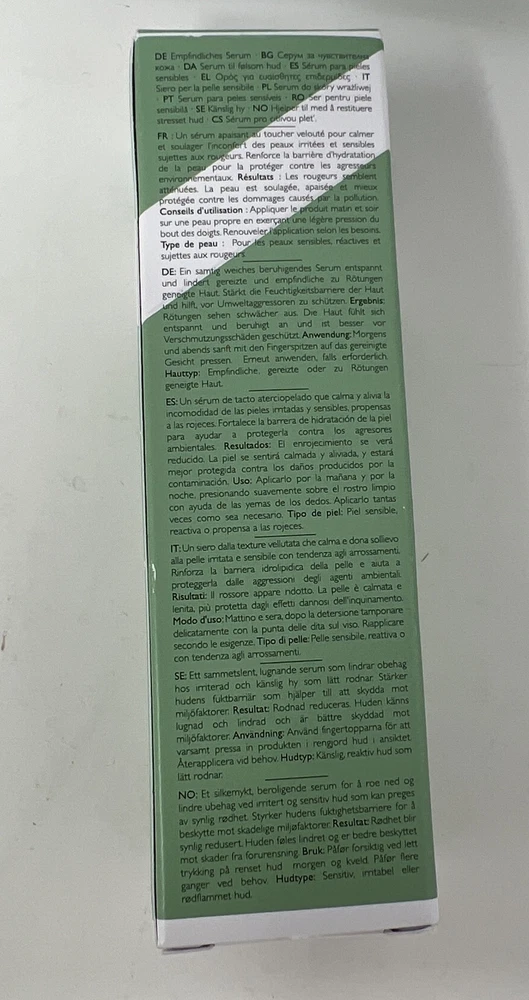 DE Empfindliches Serum · BG Серум за чувствителна
кожа · DA Serum til følsom hud · ES Sérum para pieles
sensibles · EL Ορός για ευαίσθητες επιδερμίδες · IT
Siero per la pelle sensibile · PL Serum do skóry wrażliwej
· PT Serum para peles sensíveis · RO Ser pentru piele
sensibilă · SE Känslig hy · NO Hjelper til med å restituere
stresset hud · CS Sérum pro citlivou pleť.
FR : Un sérum apaisant au toucher velouté pour calmer
et soulager l'inconfort des peaux irritées et sensibles
sujettes aux rougeurs. Renforce la barrière d'hydratation
de la peau pour la protéger contre les agresseurs
environnementaux. Résultats : Les rougeurs semblent
atténuées. La peau est soulagée, apaisée et mieux
protégée contre les dommages causés par la pollution.
Conseils d'utilisation : Appliquer le produit matin et soir
sur une peau propre en exerçant une légère pression du
bout des doigts. Renouveler l'application selon les besoins.
Type de peau : Pour les peaux sensibles, réactives et
sujettes aux rougeurs.
DE: Ein samtig weiches beruhigendes Serum entspannt
und lindert gereizte und empfindliche zu Rötungen
geneigte Haut. Stärkt die Feuchtigkeitsbarriere der Haut
und hilft, vor Umweltaggressoren zu schützen. Ergebnis:
Rötungen sehen schwächer aus. Die Haut fühlt sich
entspannt und beruhigt an und ist besser vor
Verschmutzungsschäden geschützt. Anwendung: Morgens
und abends sanft mit den Fingerspitzen auf das gereinigte
Gesicht pressen. Erneut anwenden, falls erforderlich.
Hauttyp: Empfindliche, gereizte oder zu Rötungen
geneigte Haut.
ES: Un sérum de tacto aterciopelado que calma y alivia la
incomodidad de las pieles irritadas y sensibles, propensas
a las rojeces. Fortalece la barrera de hidratación de la piel
para ayudar a protegerla contra los agresores
ambientales. Resultados: El enrojecimiento se verá
reducido. La piel se sentirá calmada y aliviada, y estará
mejor protegida contra los daños producidos por la
contaminación. Uso: Aplicarlo por la mañana y por la
noche, presionando suavemente sobre el rostro limpio
con ayuda de las yemas de los dedos. Aplicarlo tantas
veces como sea necesario. Tipo de piel: Piel sensible,
reactiva o propensa a las rojeces.
IT: Un siero dalla texture vellutata che calma e dona sollievo
alla pelle irritata e sensibile con tendenza agli arrossamenti.
Rinforza la barriera idrolipidica della pelle e aiuta a
proteggerla dalle aggressioni degli agenti ambientali.
Risultati: Il rossore appare ridotto. La pelle è calmata e
lenita, più protetta dagli effetti dannosi dell'inquinamento.
Modo d'uso: Mattino e sera, dopo la detersione tamponare
delicatamente con la punta delle dita sul viso. Riapplicare
secondo le esigenze. Tipo di pelle: Pelle sensibile, reattiva o
con tendenza agli arrossamenti.
SE: Ett sammetslent, lugnande serum som lindrar obehag
hos irriterad och känslig hy som lätt rodnar. Stärker
hudens fuktbarriär som hjälper till att skydda mot
miljöfaktorer. Resultat: Rodnad reduceras. Huden känns
lugnad och lindrad och är bättre skyddad mot
miljöfaktorer. Användning: Använd fingertopparna för att
varsamt pressa in produkten i rengjord hud i ansiktet.
Återapplicera vid behov. Hudtyp: Känslig, reaktiv hud som
lätt rodnar.
NO: Et silkemykt, beroligende serum for å roe ned og
lindre ubehag ved irritert og sensitiv hud som kan preges
av synlig rødhet. Styrker hudens fuktighetsbarriere for å
beskytte mot skadelige miljøfaktorer. Resultat: Rødhet blir
synlig redusert. Huden føles lindret og er bedre beskyttet
mot skader fra forurensning. Bruk: Påfør forsiktig ved lett
trykking på renset hud morgen og kveld. Påfør flere
ganger ved behov. Hudtype: Sensitiv, irritabel eller
rødflammet hud.